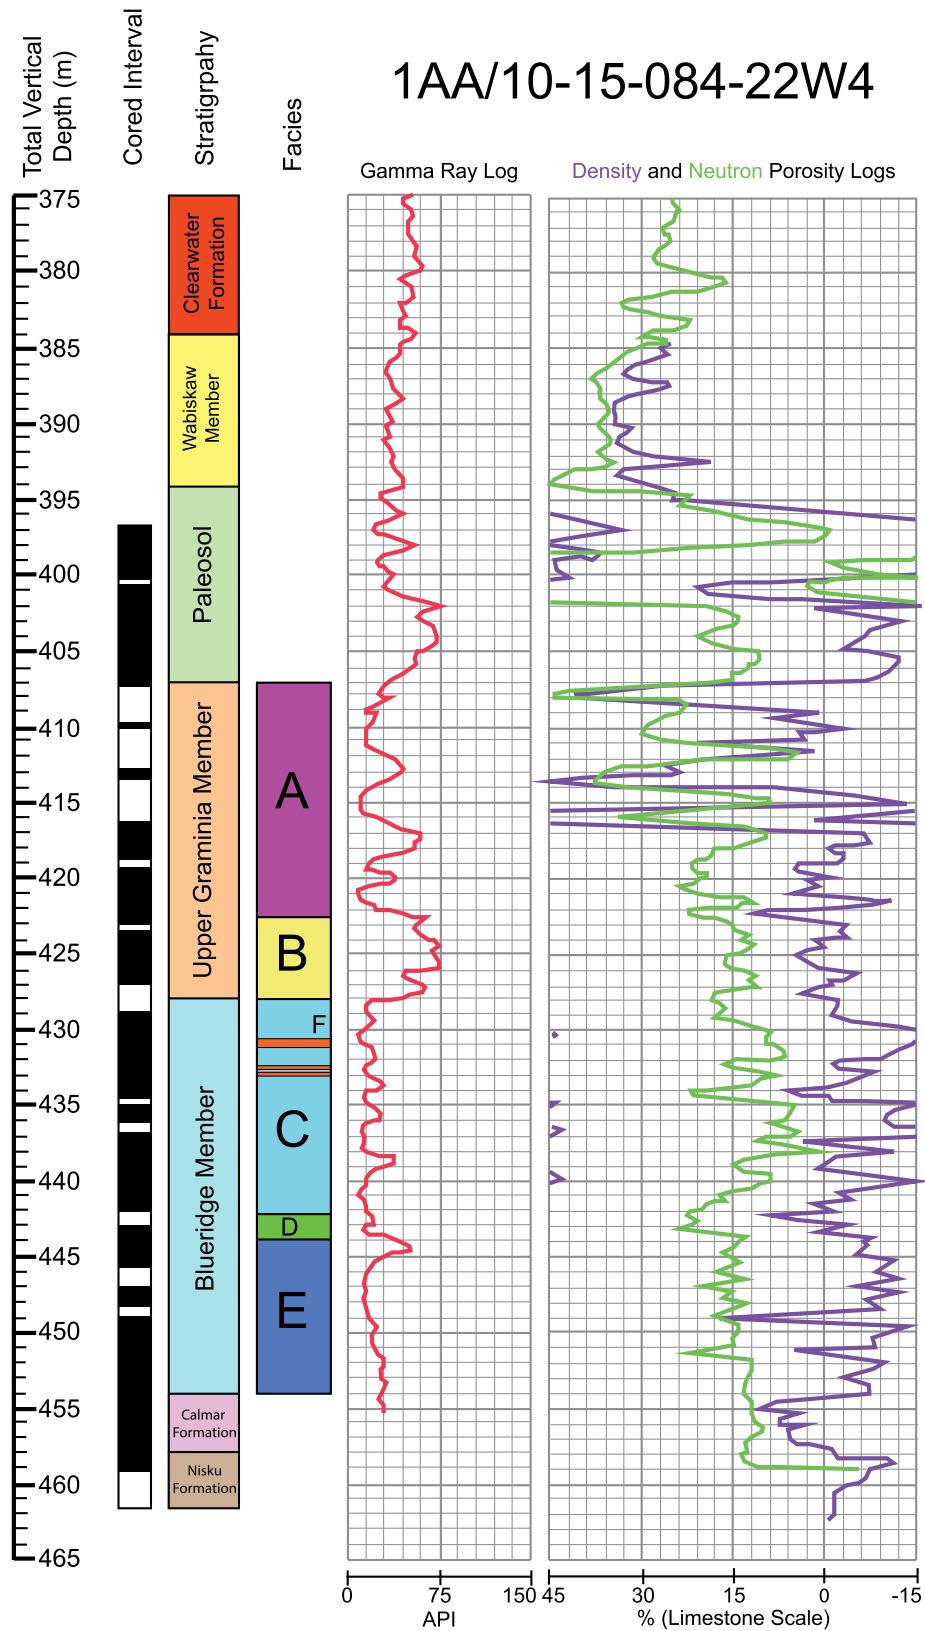 1AA/10-15-084-22W4
Total Vertical
Depth (m)
Cored Interval
Stratigrpahy
Facies
Gamma Ray Log
Density and Neutron Porosity Logs
375
380
385
390
395
400
405
410
415
420
425
430
435
440
445
450
455
460
465
Clearwater
Formation
Wabiskaw
Member
Paleosol
Upper Graminia Member
Blueridge Member
Calmar
Formation
Nisku
Formation
A
B
F
C
D
E
0
75
150
API
45
30
15
0
-15
% (Limestone Scale)